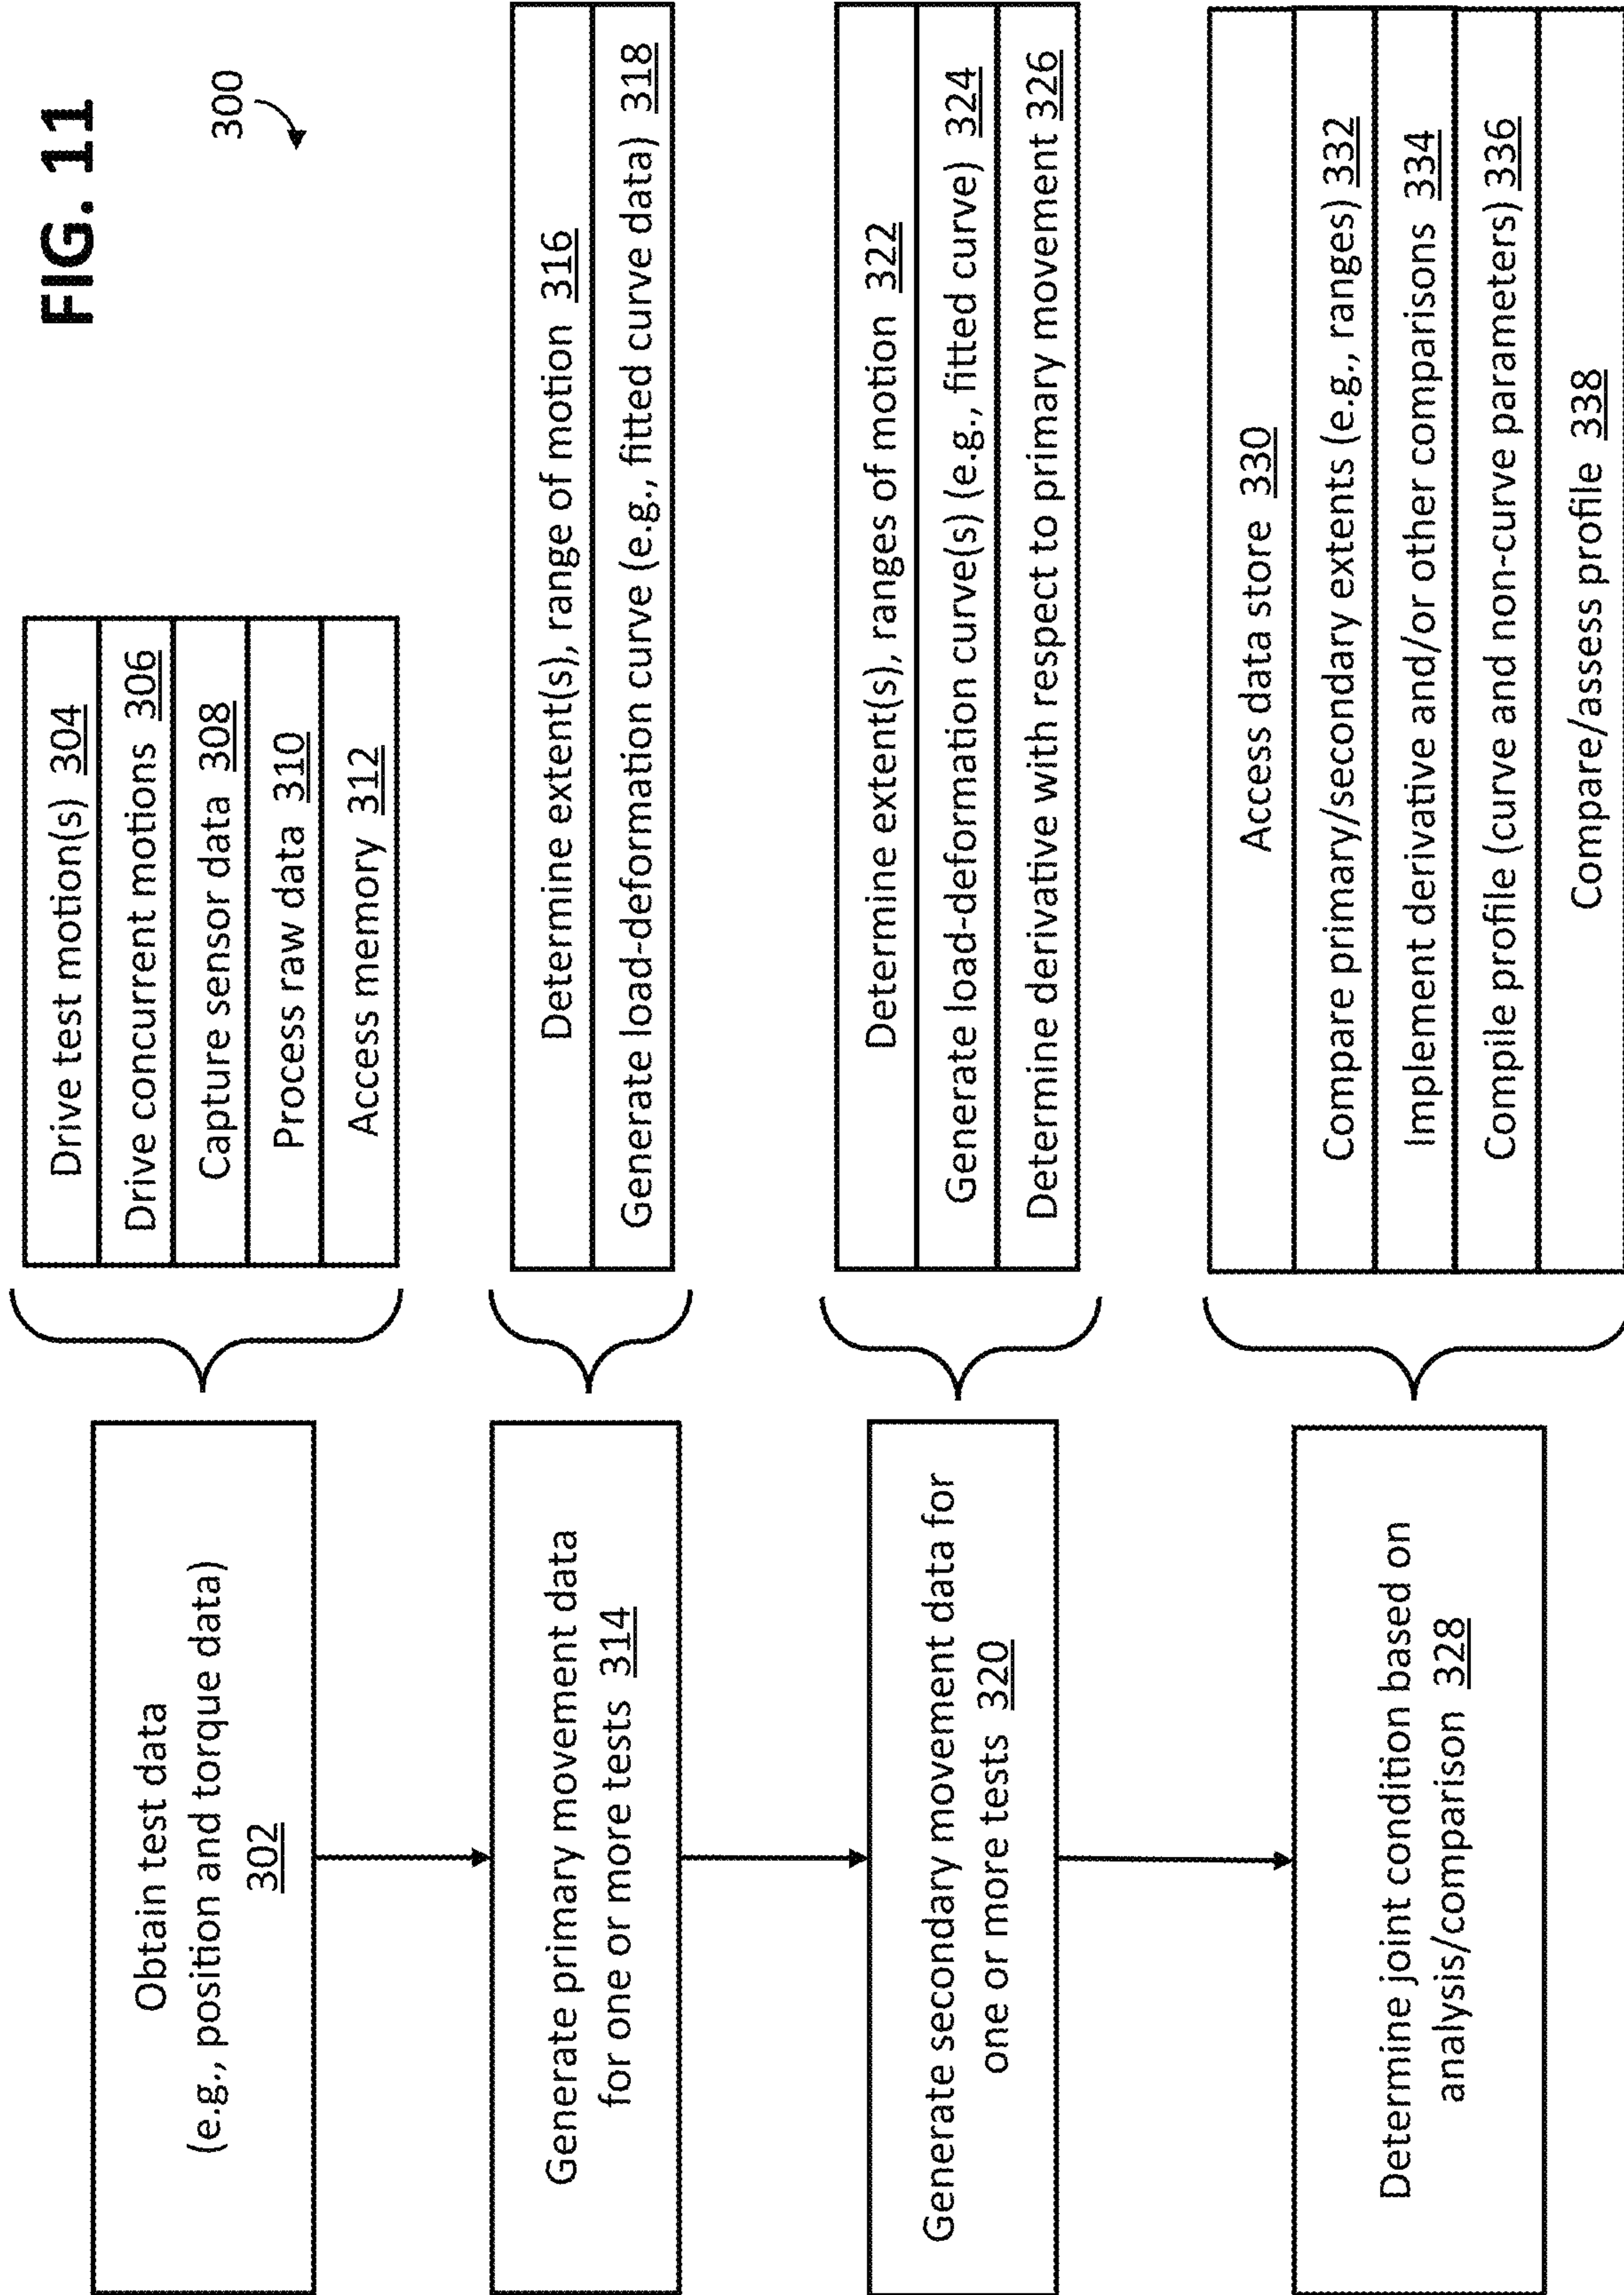 FIG. 11
300
Obtain test data
(e.g., position and torque data)
302
Drive test motion(s) 304
Drive concurrent motions 306
Capture sensor data 308
Process raw data 310
Access memory 312
Generate primary movement data
for one or more tests 314
Determine extent(s), range of motion 316
Generate load-deformation curve (e.g., fitted curve data) 318
Generate secondary movement data for
one or more tests 320
Determine extent(s), ranges of motion 322
Generate load-deformation curve(s) (e.g., fitted curve) 324
Determine derivative with respect to primary movement 326
Determine joint condition based on
analysis/comparison 328
Access data store 330
Compare primary/secondary extents (e.g., ranges) 332
Implement derivative and/or other comparisons 334
Compile profile (curve and non-curve parameters) 336
Compare/assess profile 338